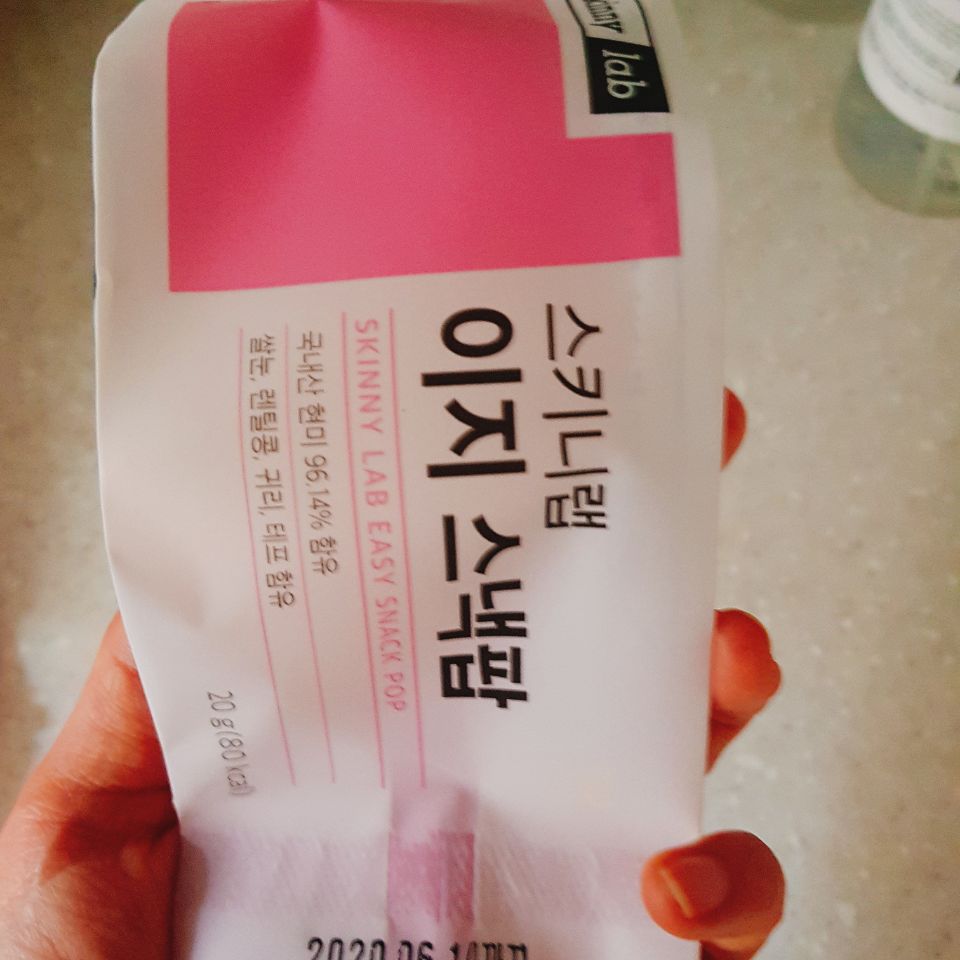 lab
스키니랩
이지 스낵팝
SKINNY LAB EASY SNACK POP
국내산 현미 96.14% 함유
쌀눈, 렌틸콩, 귀리, 테프 함유
20 g(80 kcal)
2020.06.10까지